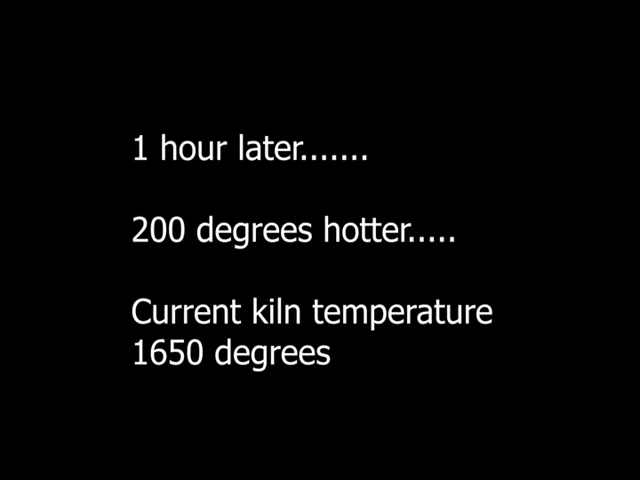 1 hour later.......
200 degrees hotter.....
Current kiln temperature
1650 degrees